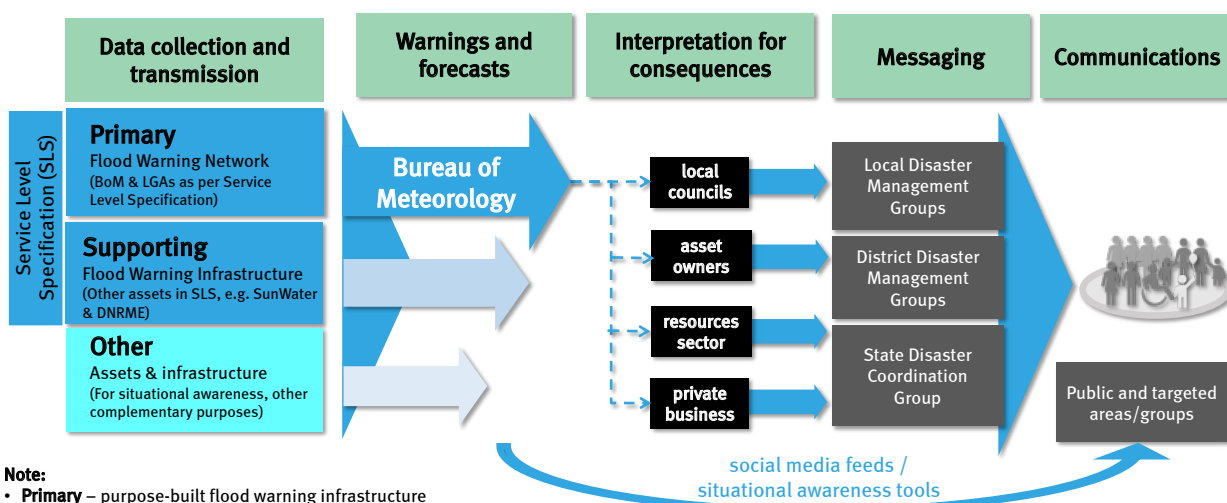 Data collection and
transmission
Warnings and
forecasts
Interpretation for
consequences
Messaging
Communications
Service Level
Specification (SLS)
Primary
Flood Warning Network
(BoM & LGAs as per Service
Level Specification)
Supporting
Flood Warning Infrastructure
(Other assets in SLS, e.g. SunWater
& DNRME)
Other
Assets & infrastructure
(For situational awareness, other
complementary purposes)
Bureau of
Meteorology
local
councils
asset
owners
resources
sector
private
business
Local Disaster
Management
Groups
District Disaster
Management
Groups
State Disaster
Coordination
Group
Public and targeted
areas/groups
social media feeds /
situational awareness tools
Note:
• Primary – purpose-built flood warning infrastructure